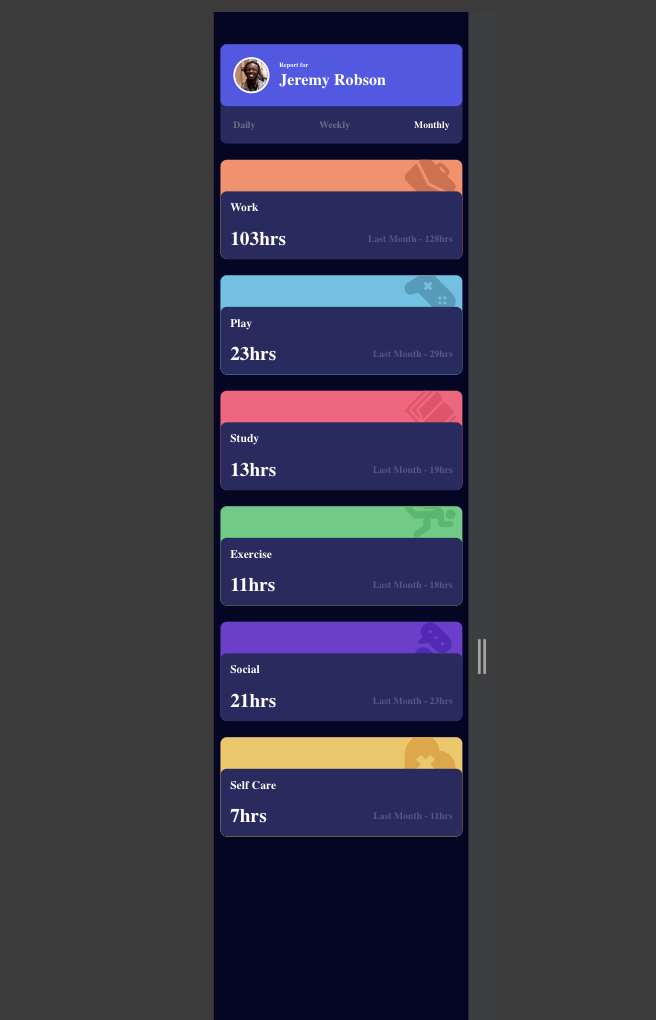 Report for
Jeremy Robson
Daily Weekly Monthly
Work
103hrs Last Month - 128hrs
Play
23hrs Last Month - 29hrs
Study
13hrs Last Month - 19hrs
Exercise
11hrs Last Month - 18hrs
Social
21hrs Last Month - 23hrs
Self Care
7hrs Last Month - 11hrs